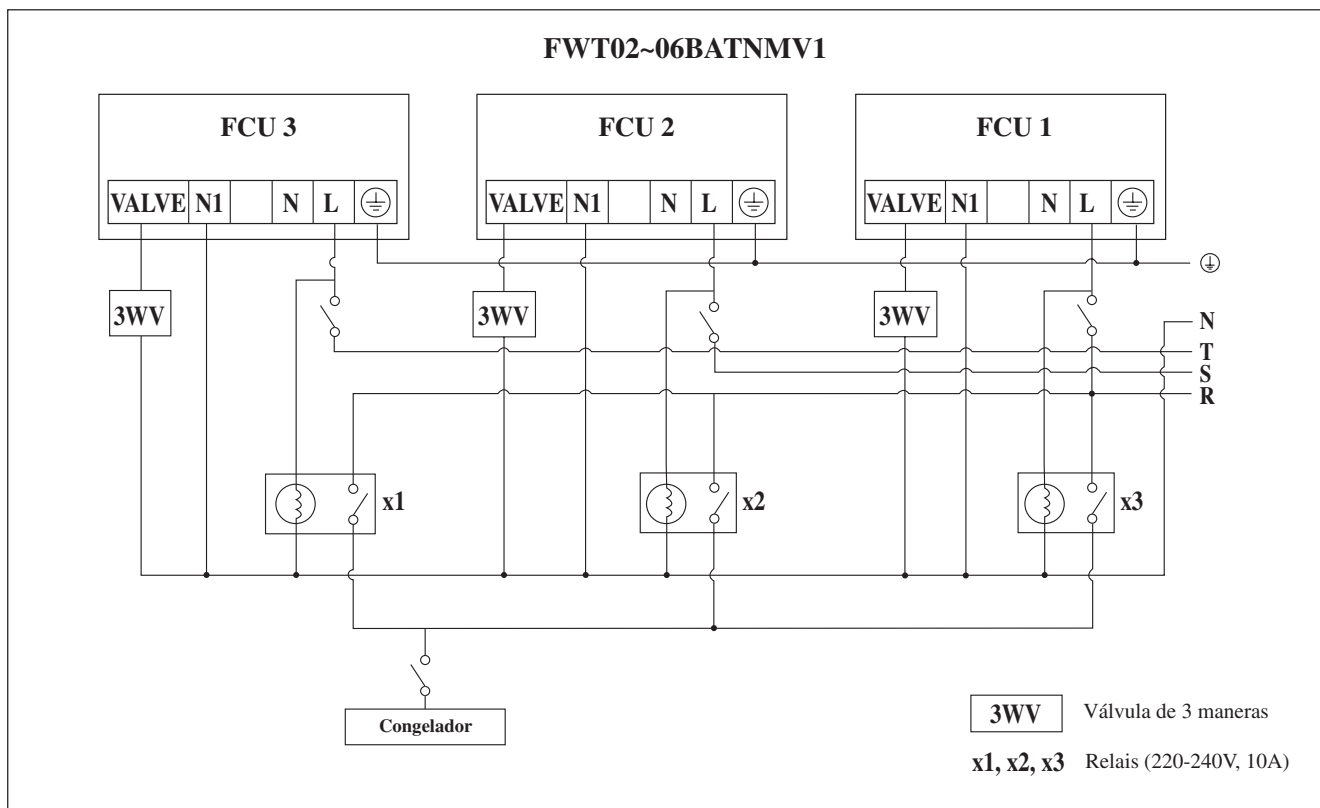 FWT02~06BATNMV1
FCU 3
FCU 2
FCU 1
VALVE N1 N L
VALVE N1 N L
VALVE N1 N L
3WV
3WV
3WV
N
T
S
R
x1
x2
x3
Congelador
3WV Válvula de 3 maneras
x1, x2, x3 Relais (220-240V, 10A)